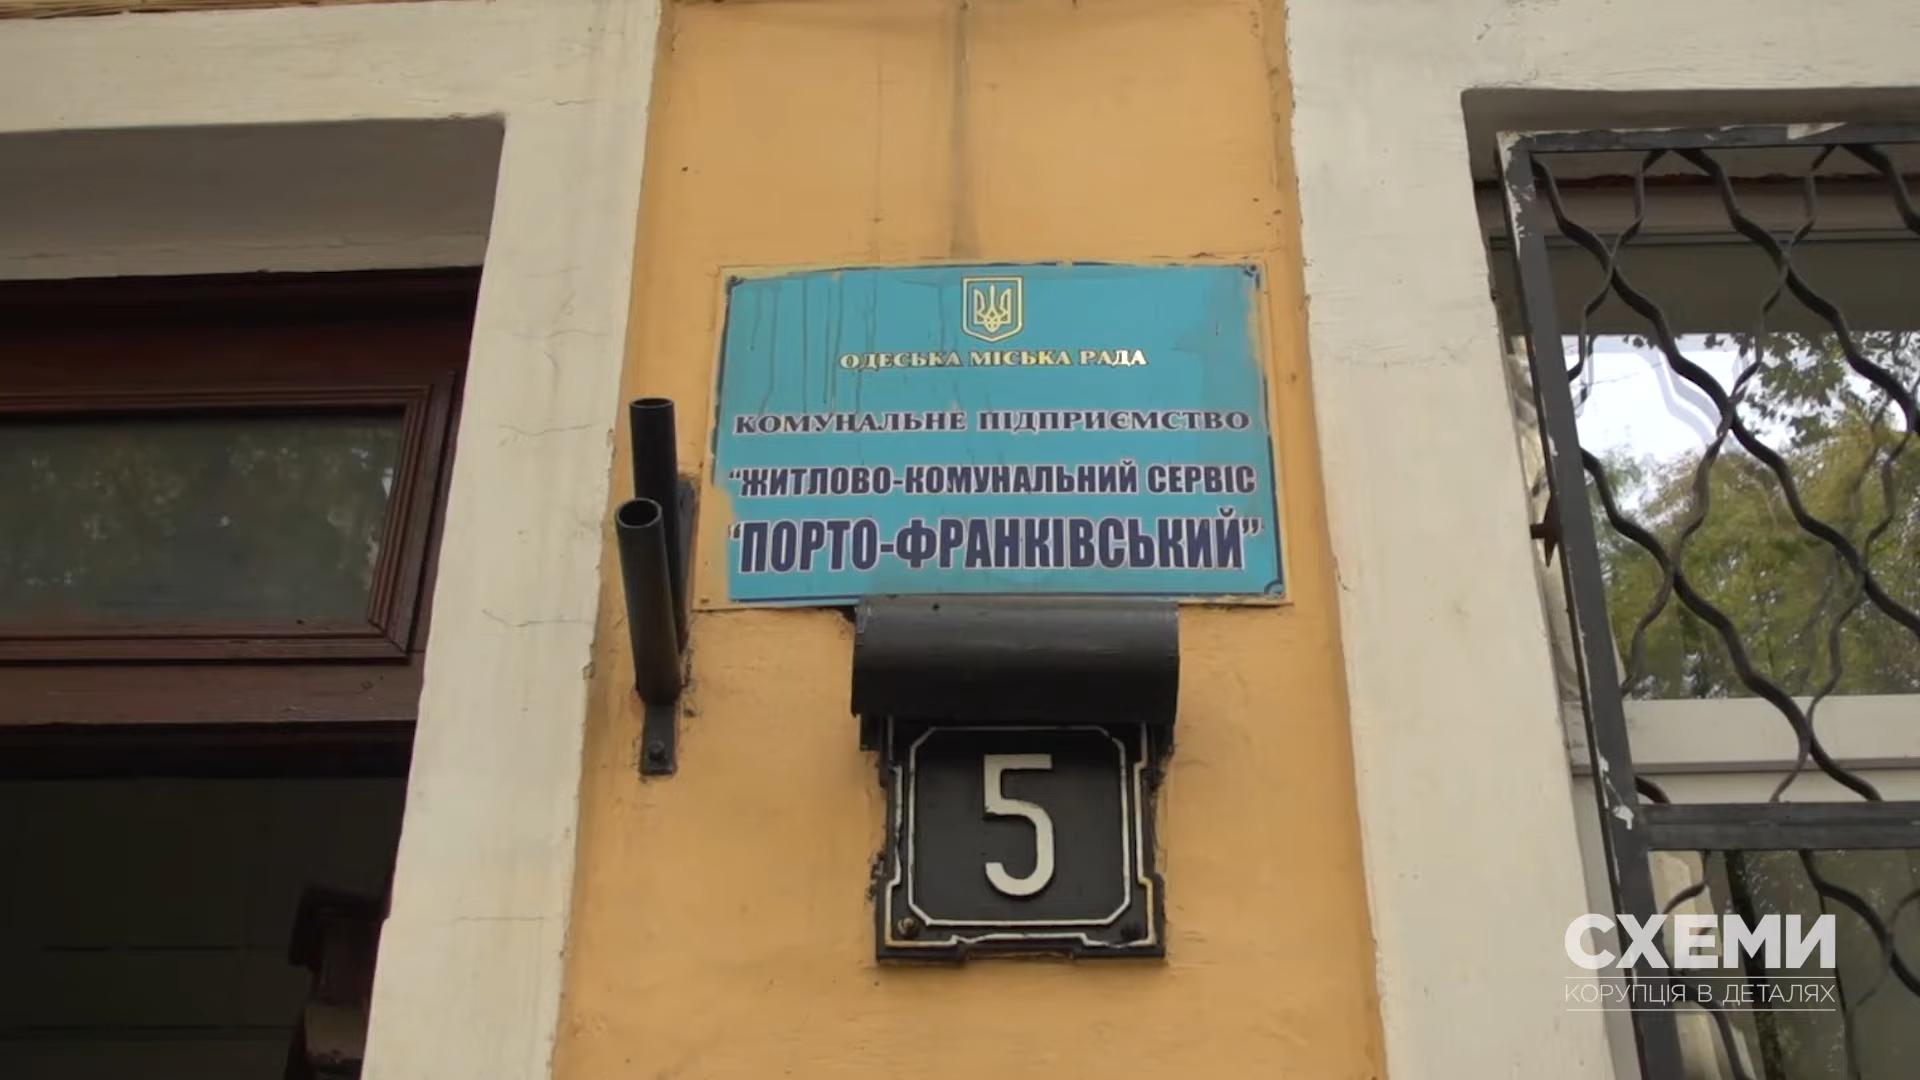 ОДЕСЬКА МІСЬКА РАДА
КОМУНАЛЬНЕ ПІДПРИЄМСТВО
“ЖИТЛОВО-КОМУНАЛЬНИЙ СЕРВІС
“ПОРТО-ФРАНКІВСЬКИЙ”
5
СХЕМИ
КОРУПЦІЯ В ДЕТАЛЯХ